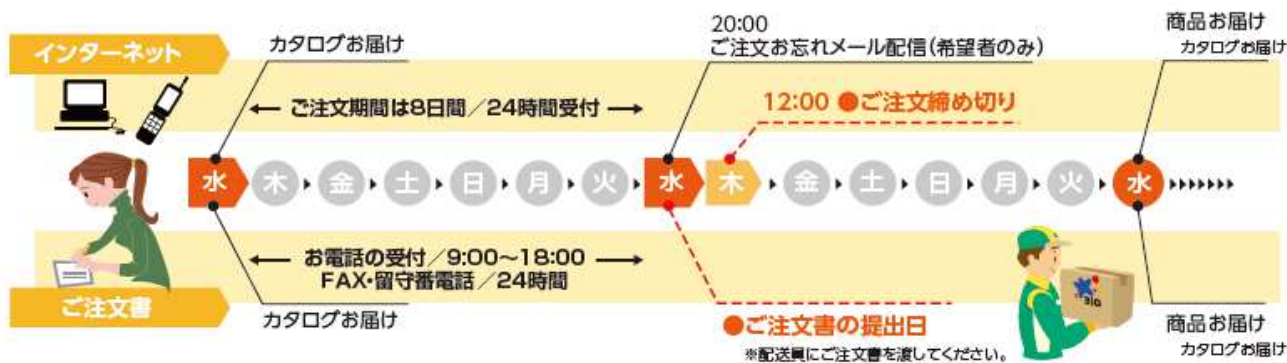 インターネット
カタログお届け
20:00
ご注文お忘れメール配信(希望者のみ)
商品お届け
カタログお届け
ご注文期間は8日間／24時間受付
12:00 ●ご注文締め切り
水 木 金 土 日 月 火 水 木 金 土 日 月 火 水
お電話の受付／9:00～18:00
FAX・留守番電話／24時間
ご注文書
カタログお届け
●ご注文書の提出日
※配送員にご注文書を渡してください。
商品お届け
カタログお届け